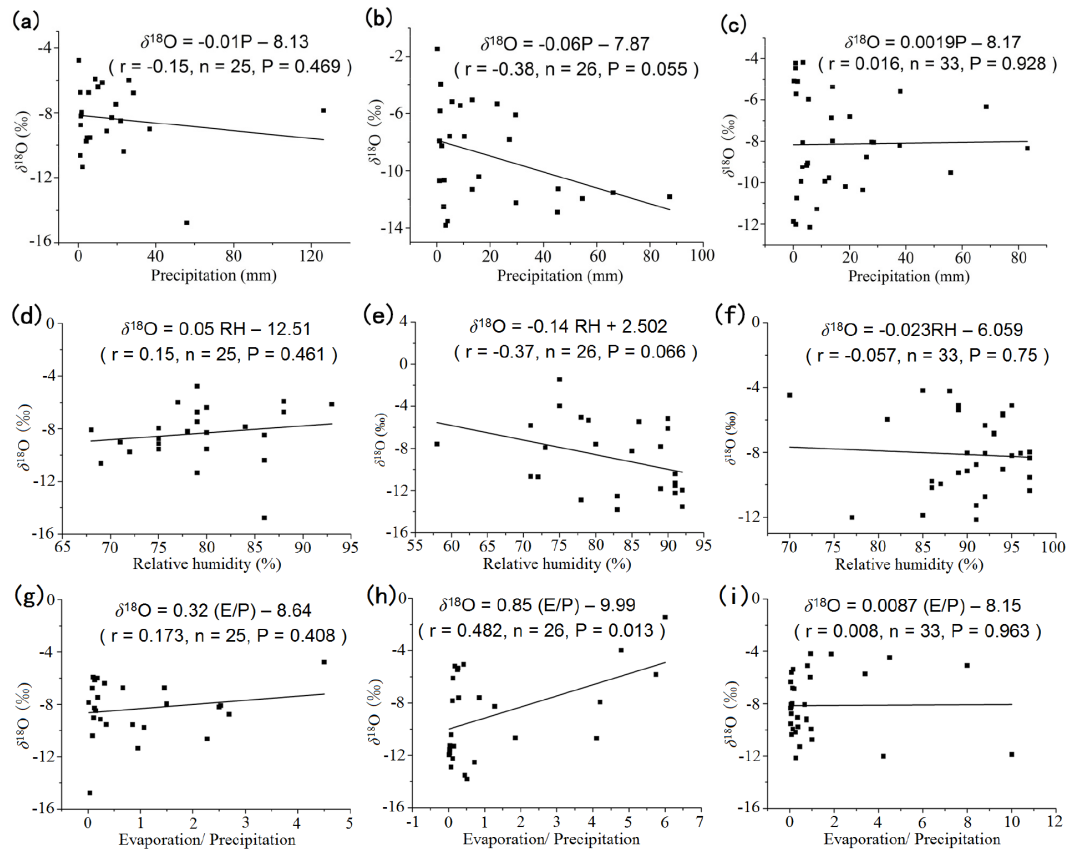 (a)
δ18O = -0.01P – 8.13
( r = -0.15, n = 25, P = 0.469 )
-4
-8
-12
-16
δ18O (‰)
0 40 80 120
Precipitation (mm)
(b)
δ18O = -0.06P – 7.87
( r = -0.38, n = 26, P = 0.055 )
-2
-6
-10
-14
δ18O (‰)
0 20 40 60 80 100
Precipitation (mm)
(c)
δ18O = 0.0019P – 8.17
( r = 0.016, n = 33, P = 0.928 )
-4
-6
-8
-10
-12
δ18O (‰)
0 20 40 60 80
Precipitation (mm)
(d)
δ18O = 0.05 RH – 12.51
( r = 0.15, n = 25, P = 0.461 )
0
-4
-8
-12
-16
δ18O (‰)
65 70 75 80 85 90 95
Relative humidity (%)
(e)
δ18O = -0.14 RH + 2.502
( r = -0.37, n = 26, P = 0.066 )
4
0
-4
-8
-12
-16
δ18O (‰)
55 60 65 70 75 80 85 90 95
Relative humidity (%)
(f)
δ18O = -0.023RH – 6.059
( r = -0.057, n = 33, P = 0.75 )
0
-4
-8
-12
δ18O (‰)
70 75 80 85 90 95 100
Relative humidity (%)
(g)
δ18O = 0.32 (E/P) – 8.64
( r = 0.173, n = 25, P = 0.408 )
0
-4
-8
-12
-16
δ18O (‰)
0 1 2 3 4 5
Evaporation/ Precipitation
(h)
δ18O = 0.85 (E/P) – 9.99
( r = 0.482, n = 26, P = 0.013 )
0
-4
-8
-12
-16
δ18O (‰)
-1 0 1 2 3 4 5 6 7
Evaporation/ Precipitation
(i)
δ18O = 0.0087 (E/P) – 8.15
( r = 0.008, n = 33, P = 0.963 )
0
-4
-8
-12
-16
δ18O (‰)
0 2 4 6 8 10 12
Evaporation/ Precipitation